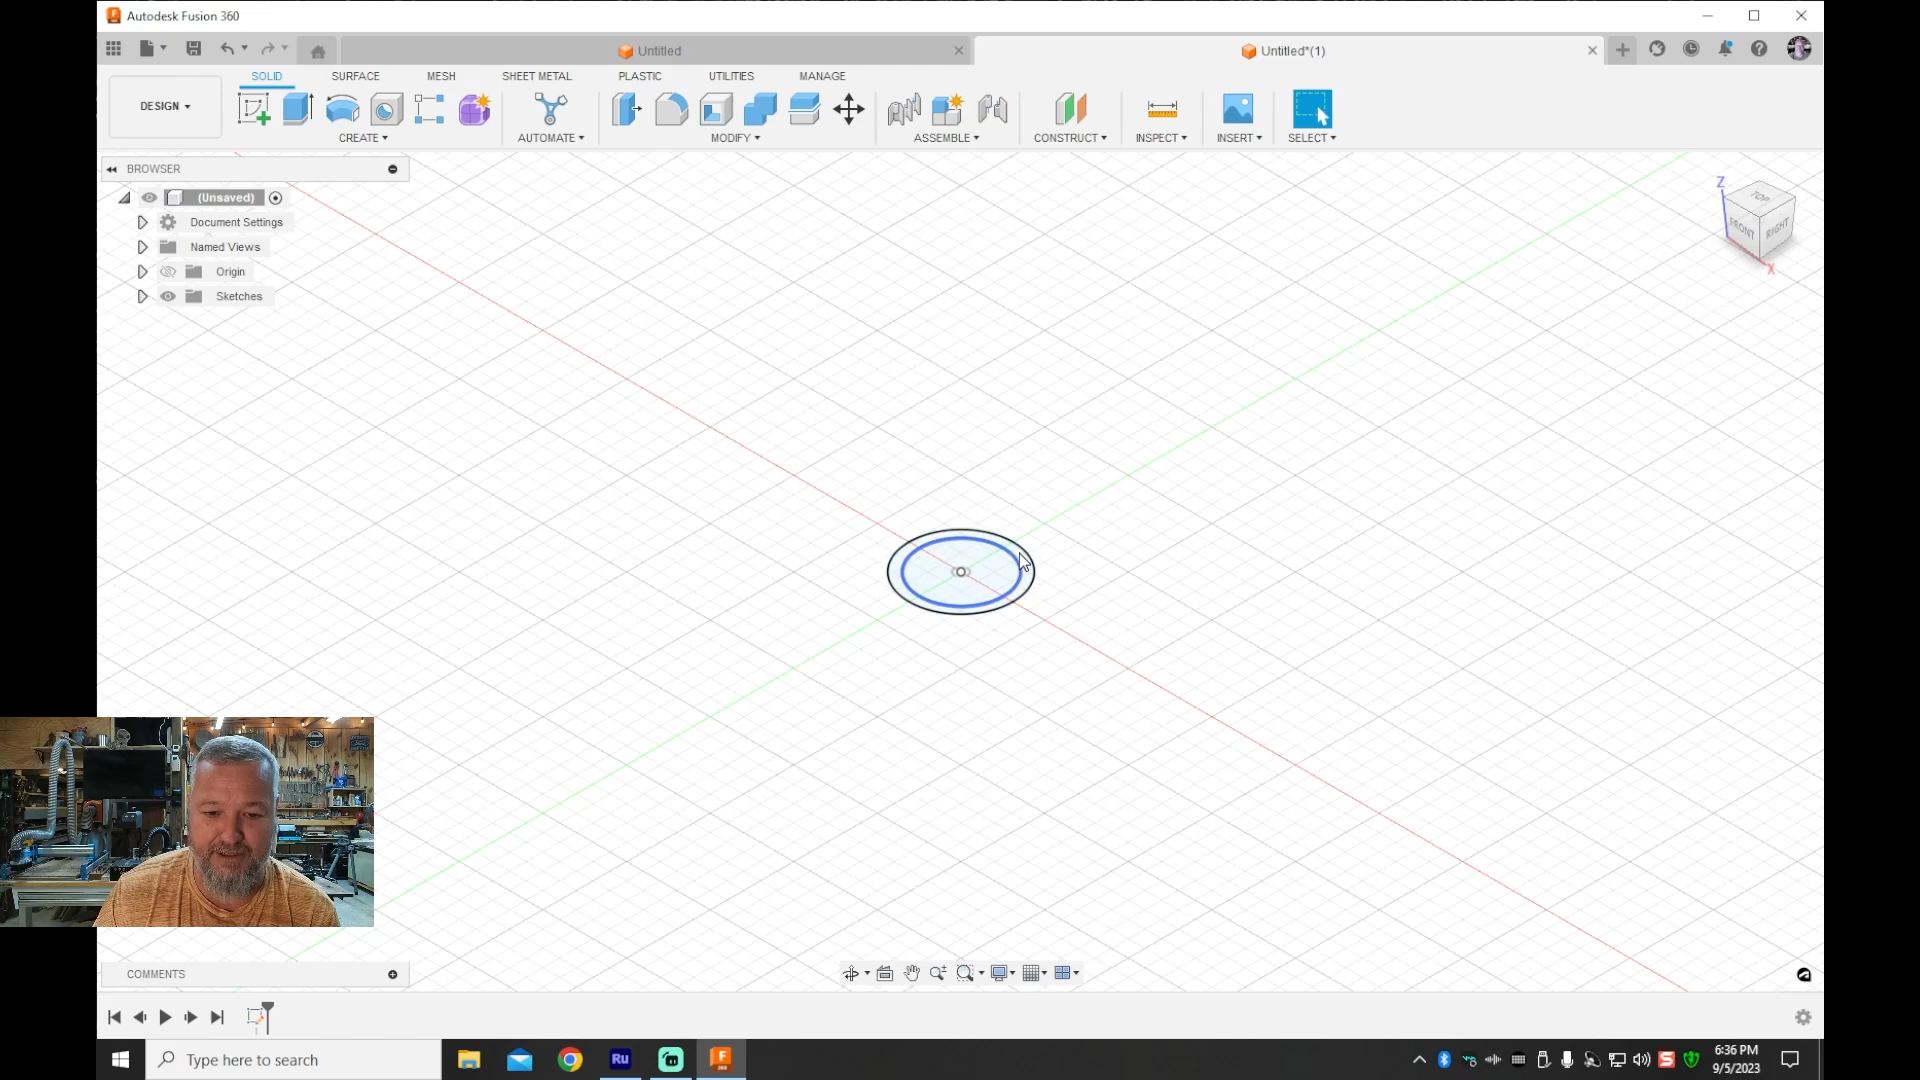 Autodesk Fusion 360
Untitled
Untitled*(1)
DESIGN
SOLID
SURFACE
MESH
SHEET METAL
PLASTIC
UTILITIES
MANAGE
CREATE
AUTOMATE
MODIFY
ASSEMBLE
CONSTRUCT
INSPECT
INSERT
SELECT
BROWSER
(Unsaved)
Document Settings
Named Views
Origin
Sketches
Z
TOP
FRONT
RIGHT
X
COMMENTS
Type here to search
Ru
F
S
6:36 PM
9/5/2023